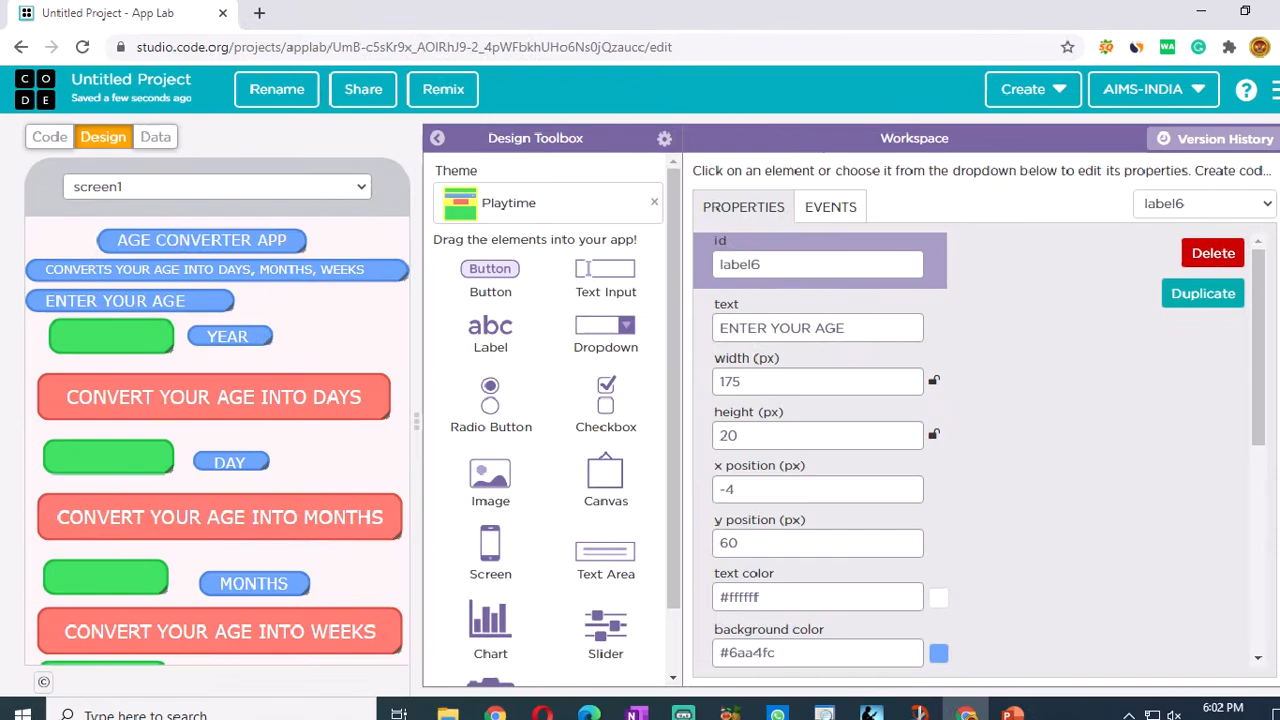 Untitled Project - App Lab
studio.code.org/projects/applab/UmB-c5sKr9x_AOlRhJ9-2_4pWFbkhUHo6Ns0jQzaucc/edit
CODE
Untitled Project
Saved a few seconds ago
Rename
Share
Remix
Create
AIMS-INDIA
Code
Design
Data
Design Toolbox
Workspace
Version History
screen1
AGE CONVERTER APP
CONVERTS YOUR AGE INTO DAYS, MONTHS, WEEKS
ENTER YOUR AGE
YEAR
CONVERT YOUR AGE INTO DAYS
DAY
CONVERT YOUR AGE INTO MONTHS
MONTHS
CONVERT YOUR AGE INTO WEEKS
Theme
Playtime
Drag the elements into your app!
Button
Button
Text Input
abc
Label
Dropdown
Radio Button
Checkbox
Image
Canvas
Screen
Text Area
Chart
Slider
Click on an element or choose it from the dropdown below to edit its properties. Create cod...
PROPERTIES
EVENTS
label6
id
label6
Delete
Duplicate
text
ENTER YOUR AGE
width (px)
175
height (px)
20
x position (px)
-4
y position (px)
60
text color
#ffffff
background color
#6aa4fc
Type here to search
6:02 PM